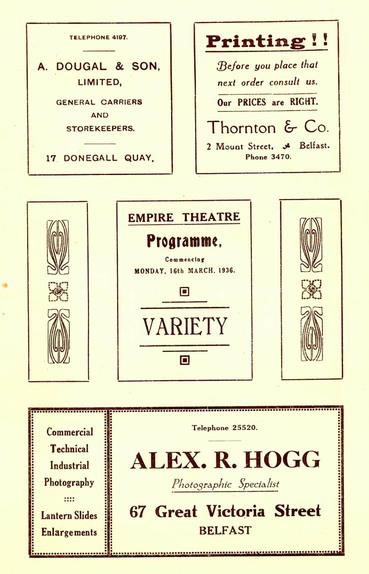 TELEPHONE 4197.
A. DOUGAL & SON,
LIMITED,
GENERAL CARRIERS
AND
STOREKEEPERS.
17 DONEGALL QUAY.
Printing!!
Before you place that
next order consult us.
Our PRICES are RIGHT.
Thornton & Co.
2 Mount Street, Belfast.
Phone 3470.
EMPIRE THEATRE
Programme,
Commencing
MONDAY, 16th MARCH, 1936.
VARIETY
Commercial
Technical
Industrial
Photography
Lantern Slides
Enlargements
Telephone 25520.
ALEX. R. HOGG
Photographic Specialist
67 Great Victoria Street
BELFAST